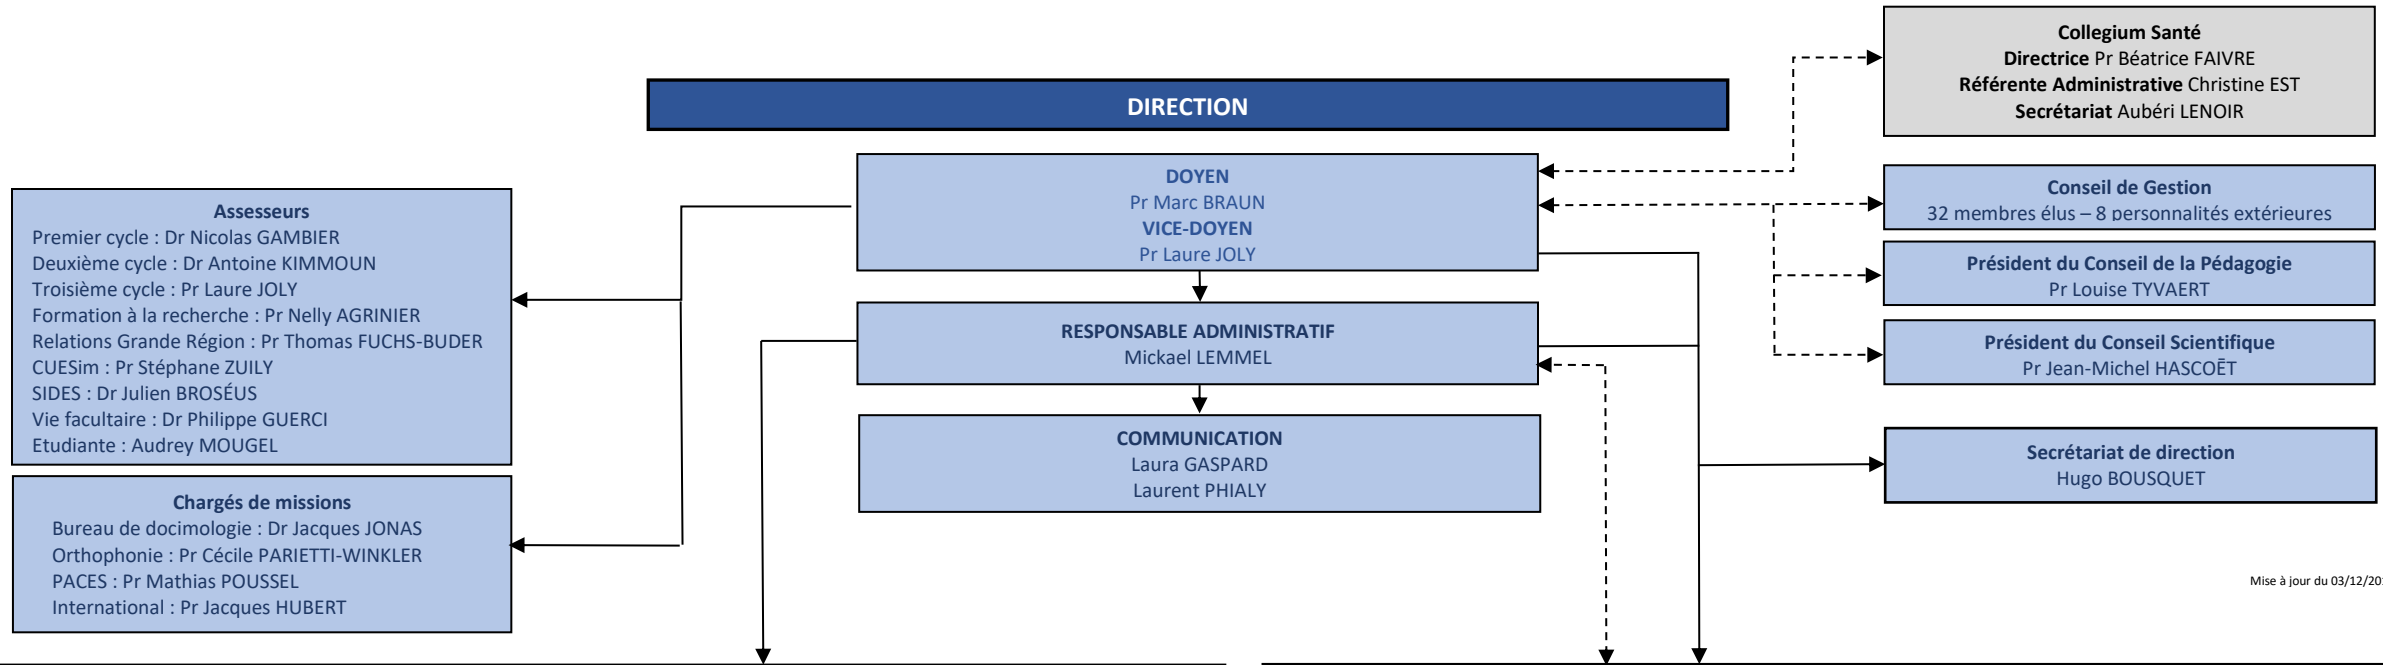 Collegium Santé
Directrice Pr Béatrice FAIVRE
Référente Administrative Christine EST
Secrétariat Aubéri LENOIR
DIRECTION
DOYEN
Pr Marc BRAUN
VICE-DOYEN
Pr Laure JOLY
Conseil de Gestion
32 membres élus – 8 personnalités extérieures
Assesseurs
Premier cycle : Dr Nicolas GAMBIER
Deuxième cycle : Dr Antoine KIMMOUN
Troisième cycle : Pr Laure JOLY
Formation à la recherche : Pr Nelly AGRINIER
Relations Grande Région : Pr Thomas FUCHS-BUDER
CUESim : Pr Stéphane ZUILY
SIDES : Dr Julien BROSÉUS
Vie facultaire : Dr Philippe GUERCI
Etudiante : Audrey MOUGEL
Président du Conseil de la Pédagogie
Pr Louise TYVAERT
RESPONSABLE ADMINISTRATIF
Mickael LEMMEL
Président du Conseil Scientifique
Pr Jean-Michel HASCOËT
COMMUNICATION
Laura GASPARD
Laurent PHIALY
Secrétariat de direction
Hugo BOUSQUET
Chargés de missions
Bureau de docimologie : Dr Jacques JONAS
Orthophonie : Pr Cécile PARIETTI-WINKLER
PACES : Pr Mathias POUSSEL
International : Pr Jacques HUBERT
Mise à jour du